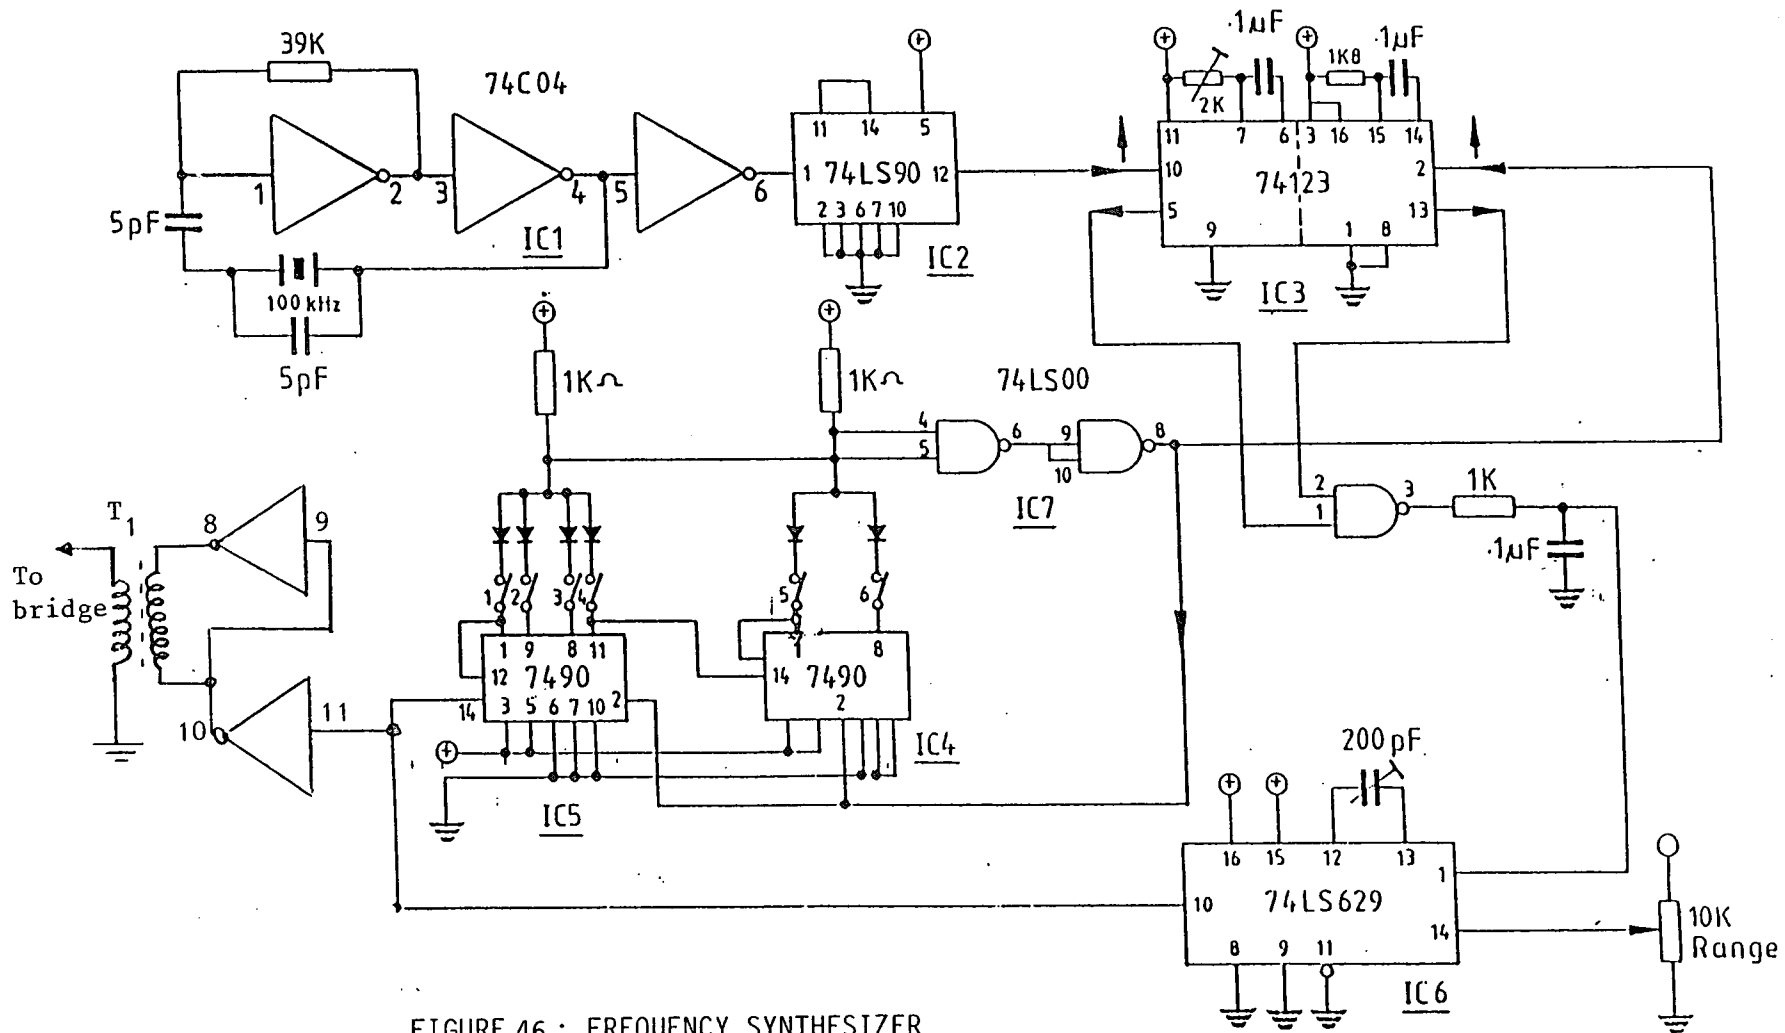 39K
74C04
1
2
3
4
5
6
5pF
IC1
100 kHz
5pF
11
14
5
1
74LS90
12
2 3 6 7 10
IC2
.1µF
.1µF
2K
1K8
11
7
6
3
16
15
14
10
74123
2
5
13
9
1
8
IC3
1KΩ
1KΩ
74LS00
4
5
6
9
10
8
IC7
2
1
3
1K
.1µF
T1
8
9
To
bridge
10
11
1
2
3
4
5
6
1 9 8 11
12
7490
14
3 5 6 7 10
2
IC5
8
14
7490
2
IC4
200pF
16
15
12
13
1
10
74LS629
14
8
9
11
IC6
10K
Range
FIGURE 46 : FREQUENCY SYNTHESIZER